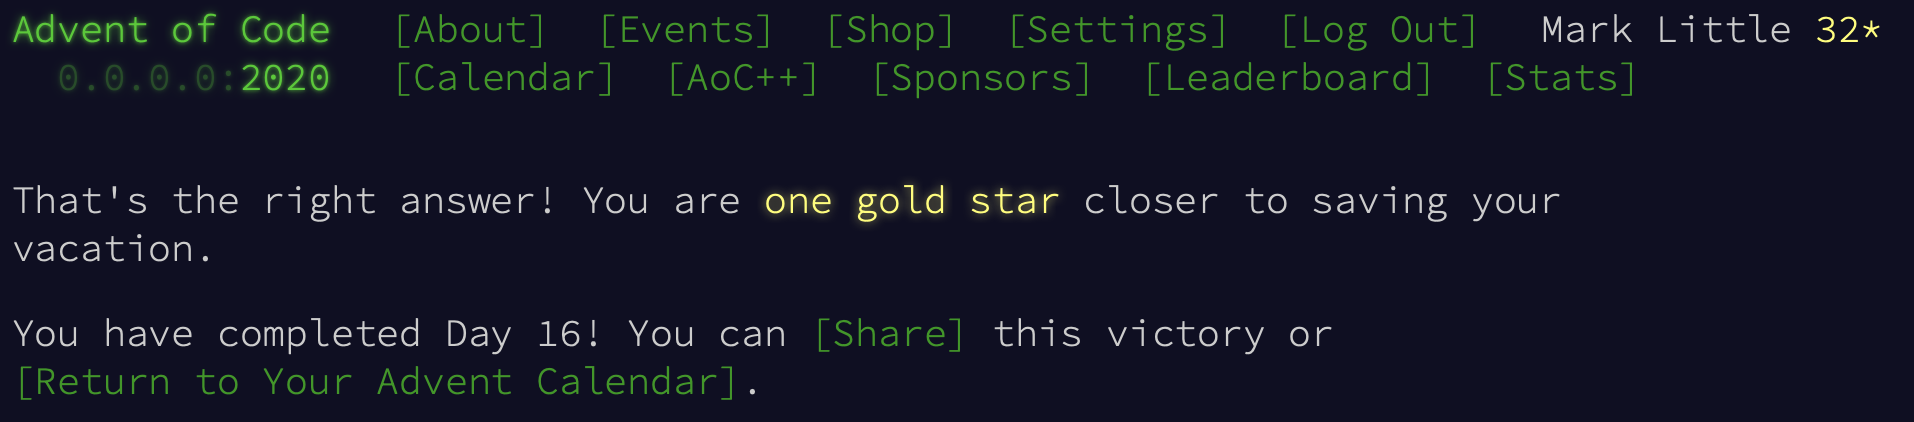 Advent of Code [About] [Events] [Shop] [Settings] [Log Out] Mark Little 32*
0.0.0.0:2020 [Calendar] [AoC++] [Sponsors] [Leaderboard] [Stats]
That's the right answer! You are one gold star closer to saving your
vacation.
You have completed Day 16! You can [Share] this victory or
[Return to Your Advent Calendar].